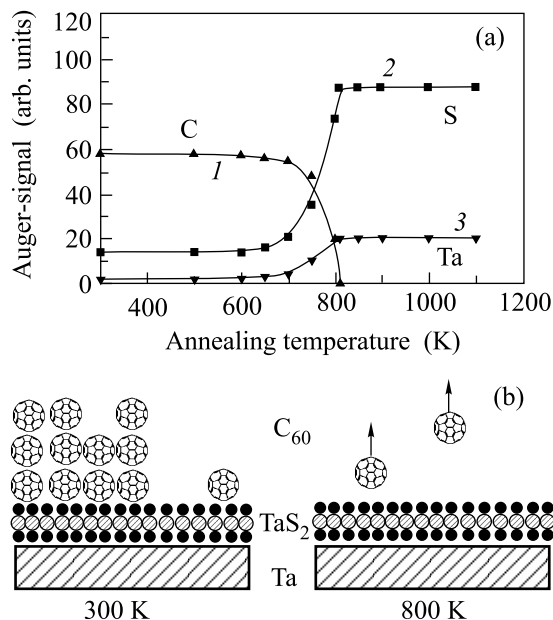 120
(a)
100
2
80
C
S
60
1
40
3
20
Ta
0
400
600
800
1000
1200
Auger-signal (arb. units)
Annealing temperature (K)
(b)
C₆₀
TaS₂
Ta
300 K
800 K